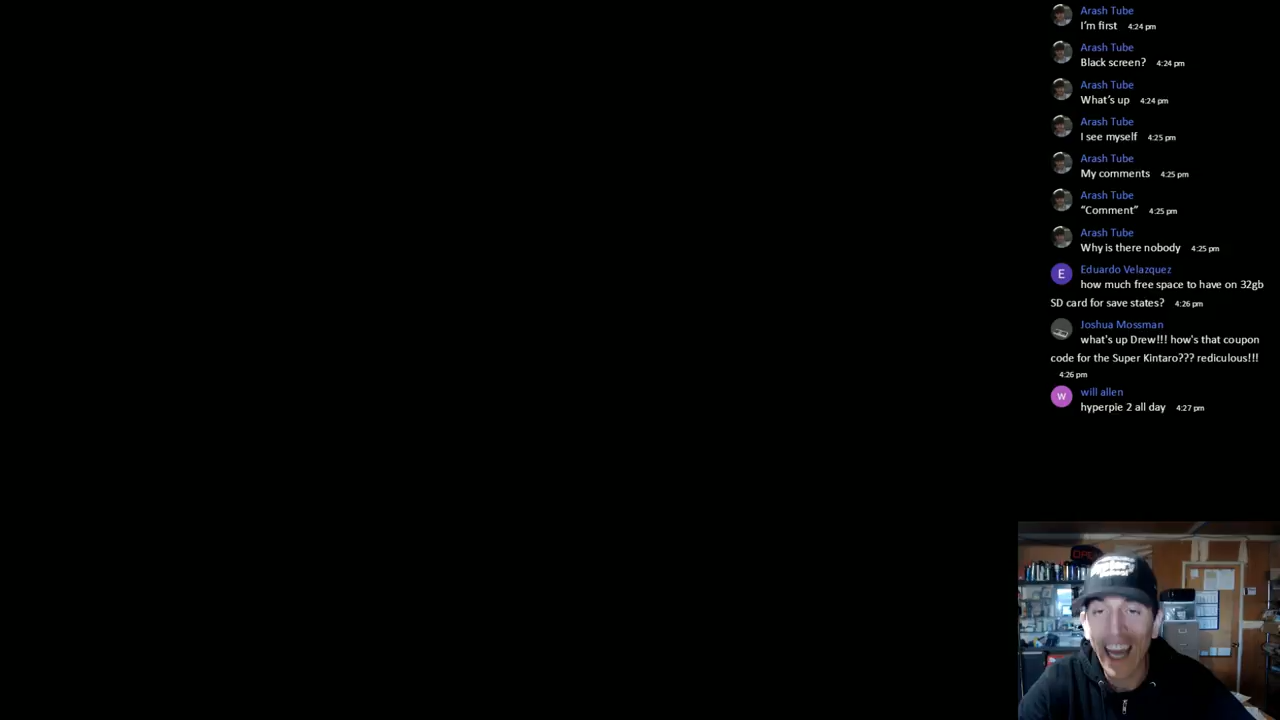 Arash Tube
I'm first 4:24 pm
Arash Tube
Black screen? 4:24 pm
Arash Tube
What's up 4:24 pm
Arash Tube
I see myself 4:25 pm
Arash Tube
My comments 4:25 pm
Arash Tube
“Comment” 4:25 pm
Arash Tube
Why is there nobody 4:25 pm
E
Eduardo Velazquez
how much free space to have on 32gb
SD card for save states? 4:26 pm
Joshua Mossman
what's up Drew!!! how's that coupon
code for the Super Kintaro??? rediculous!!!
4:26 pm
W
will allen
hyperpie 2 all day 4:27 pm